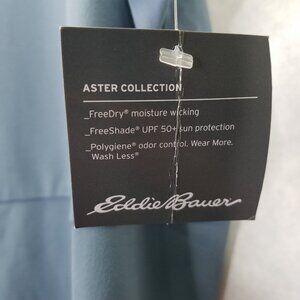 ASTER COLLECTION
_FreeDry® moisture wicking
_FreeShade® UPF 50+ sun protection
_Polygiene® odor control. Wear More.
Wash Less®
Eddie Bauer